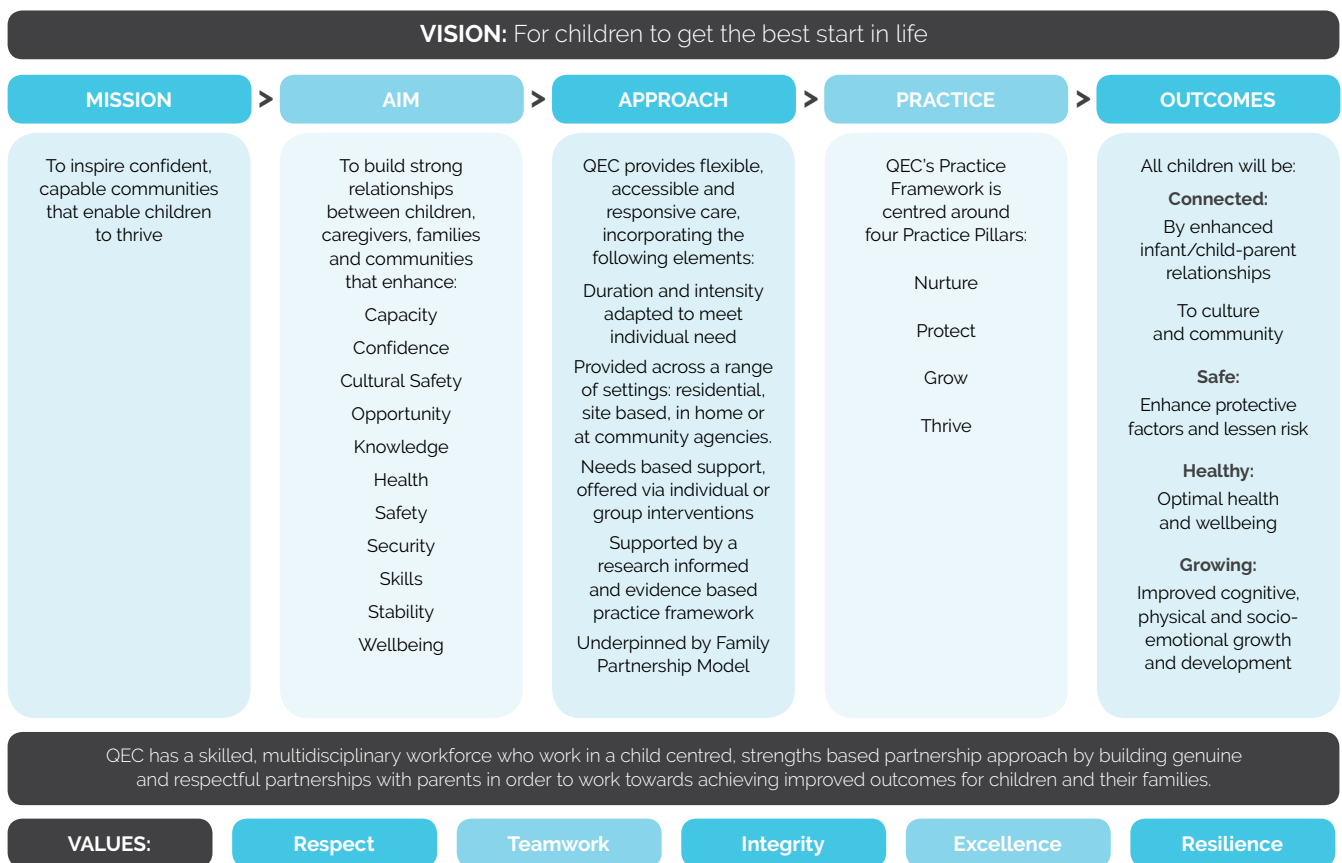 VISION: For children to get the best start in life
MISSION
>
AIM
>
APPROACH
>
PRACTICE
>
OUTCOMES
To inspire confident,
capable communities
that enable children
to thrive
To build strong
relationships
between children,
caregivers, families
and communities
that enhance:
Capacity
Confidence
Cultural Safety
Opportunity
Knowledge
Health
Safety
Security
Skills
Stability
Wellbeing
QEC provides flexible,
accessible and
responsive care,
incorporating the
following elements:
Duration and intensity
adapted to meet
individual need
Provided across a range
of settings: residential,
site based, in home or
at community agencies.
Needs based support,
offered via individual or
group interventions
Supported by a
research informed
and evidence based
practice framework
Underpinned by Family
Partnership Model
QEC's Practice
Framework is
centred around
four Practice Pillars:
Nurture
Protect
Grow
Thrive
All children will be:
Connected:
By enhanced
infant/child-parent
relationships
To culture
and community
Safe:
Enhance protective
factors and lessen risk
Healthy:
Optimal health
and wellbeing
Growing:
Improved cognitive,
physical and socio-
emotional growth
and development
QEC has a skilled, multidisciplinary workforce who work in a child centred, strengths based partnership approach by building genuine
and respectful partnerships with parents in order to work towards achieving improved outcomes for children and their families.
VALUES:
Respect
Teamwork
Integrity
Excellence
Resilience